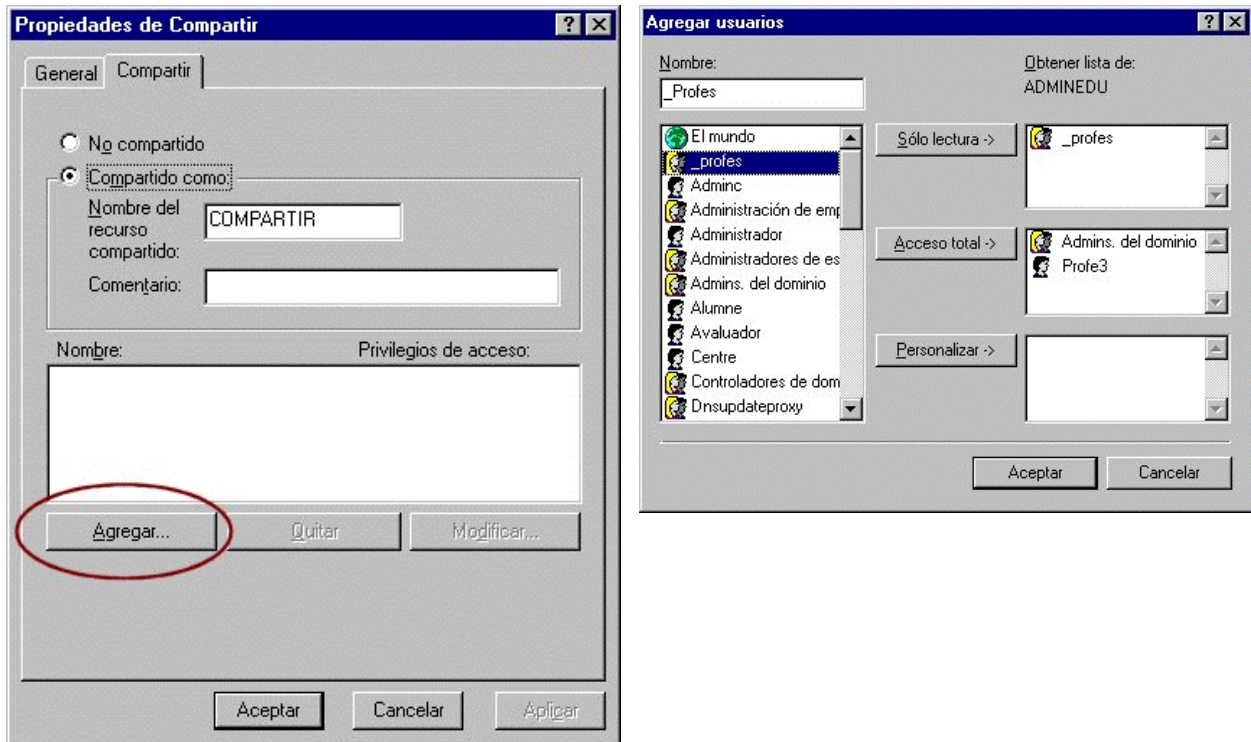 Propiedades de Compartir
General
Compartir
No compartido
Compartido como:
Nombre del
recurso
compartido:
COMPARTIR
Comentario:
Nombre:
Privilegios de acceso:
Agregar...
Quitar
Modificar...
Aceptar
Cancelar
Aplicar
Agregar usuarios
Nombre:
_Profes
Obtener lista de:
ADMINEDU
El mundo
_profes
Adminc
Administración de emp
Administrador
Administradores de es
Admins. del dominio
Alumne
Avaluador
Centre
Controladores de dom
Dnsupdateproxy
Sólo lectura ->
_profes
Acceso total ->
Admins. del dominio
Profe3
Personalizar ->
Aceptar
Cancelar